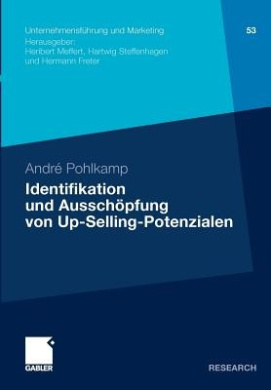 Unternehmensführung und Marketing
53
Herausgeber:
Heribert Meffert, Hartwig Steffenhagen
und Hermann Freter
André Pohlkamp
Identifikation
und Ausschöpfung
von Up-Selling-Potenzialen
GABLER
RESEARCH